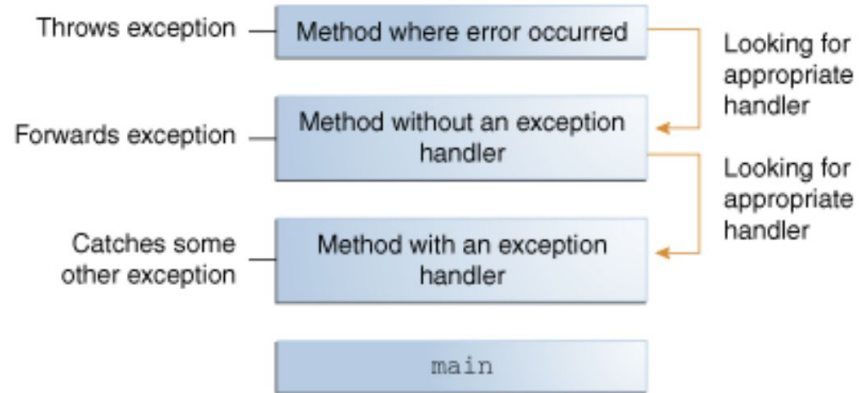 Throws exception
Method where error occurred
Looking for
appropriate
handler
Forwards exception
Method without an exception
handler
Looking for
appropriate
handler
Catches some
other exception
Method with an exception
handler
main